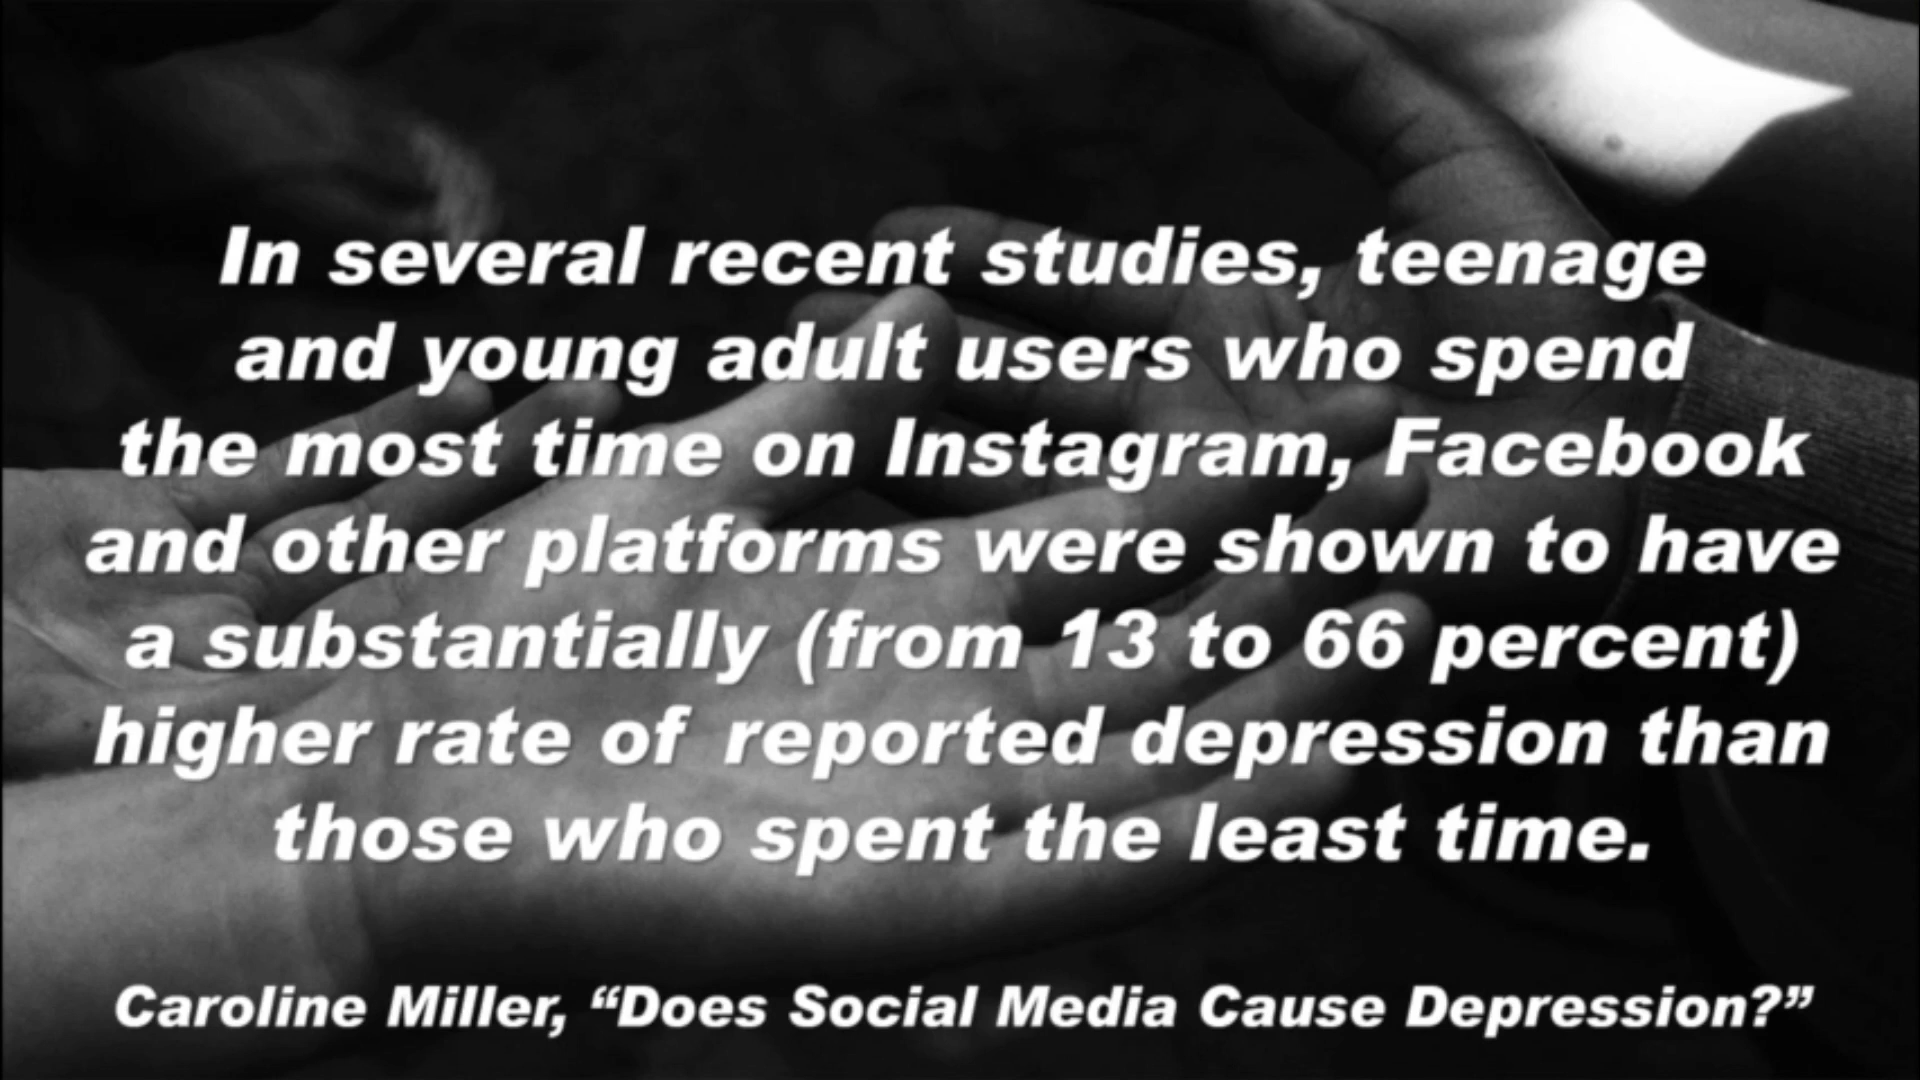 In several recent studies, teenage
and young adult users who spend
the most time on Instagram, Facebook
and other platforms were shown to have
a substantially (from 13 to 66 percent)
higher rate of reported depression than
those who spent the least time.
Caroline Miller, “Does Social Media Cause Depression?”